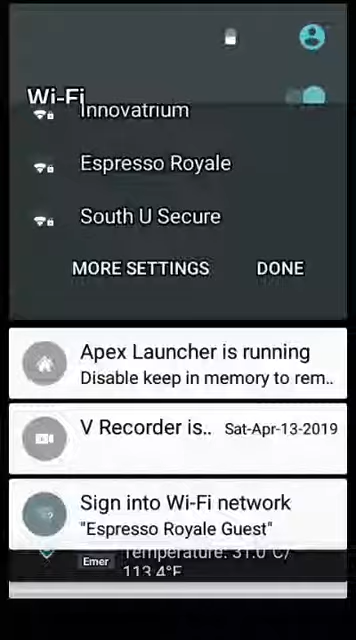 Wi-Fi
Innovatrium
Espresso Royale
South U Secure
MORE SETTINGS DONE
Apex Launcher is running
Disable keep in memory to rem..
V Recorder is.. Sat-Apr-13-2019
Sign into Wi-Fi network
"Espresso Royale Guest"
Emer Temperature: 31.0°C/
113.4°F